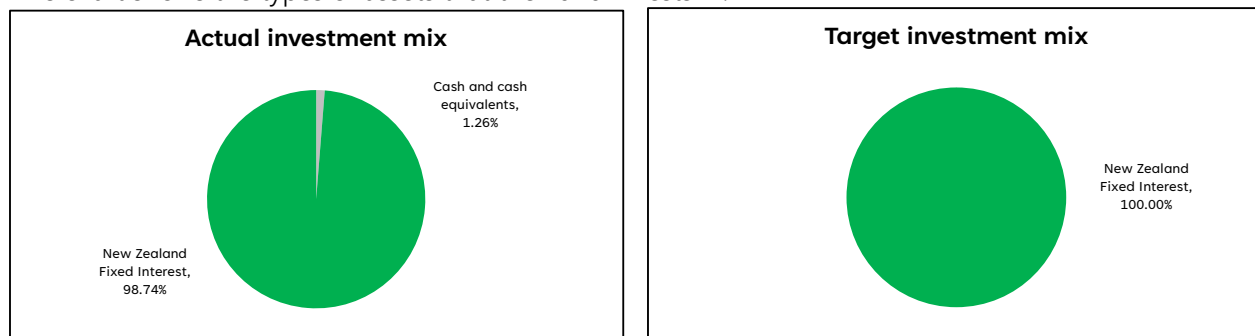 Actual investment mix
Cash and cash
equivalents,
1.26%
New Zealand
Fixed Interest,
98.74%
Target investment mix
New Zealand
Fixed Interest,
100.00%